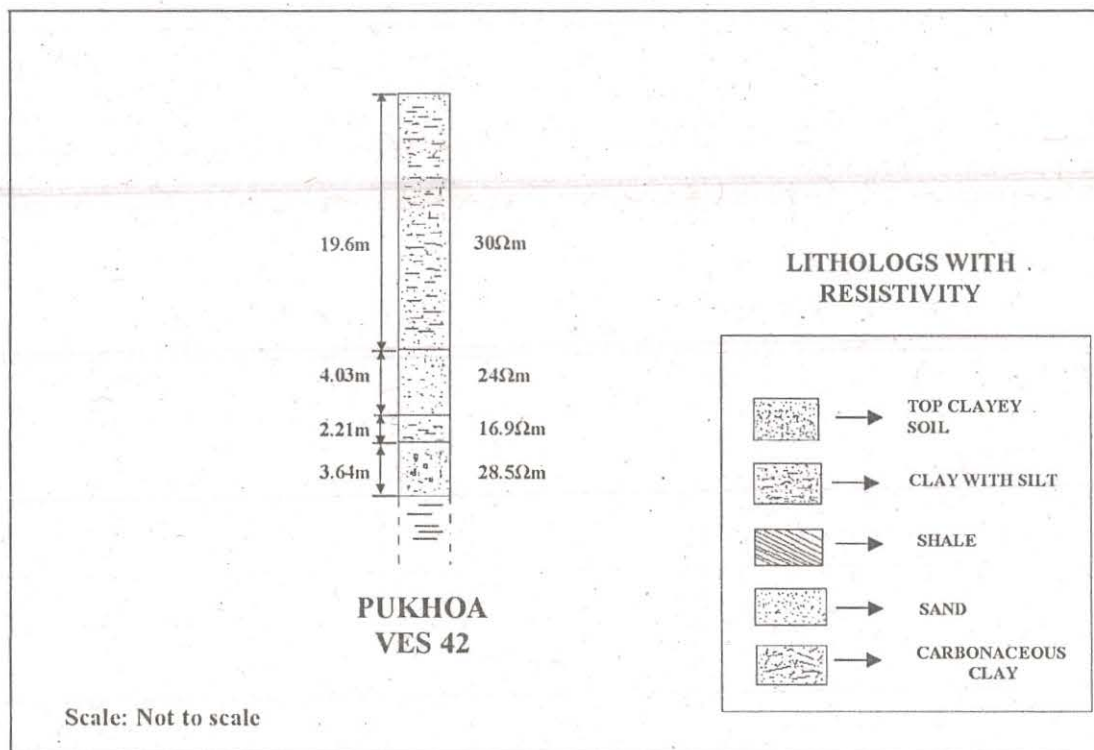 19.6m
30Ωm
4.03m
24Ωm
2.21m
16.9Ωm
3.64m
28.5Ωm
PUKHOA
VES 42
Scale: Not to scale
LITHOLOGS WITH
RESISTIVITY
TOP CLAYEY
SOIL
CLAY WITH SILT
SHALE
SAND
CARBONACEOUS
CLAY